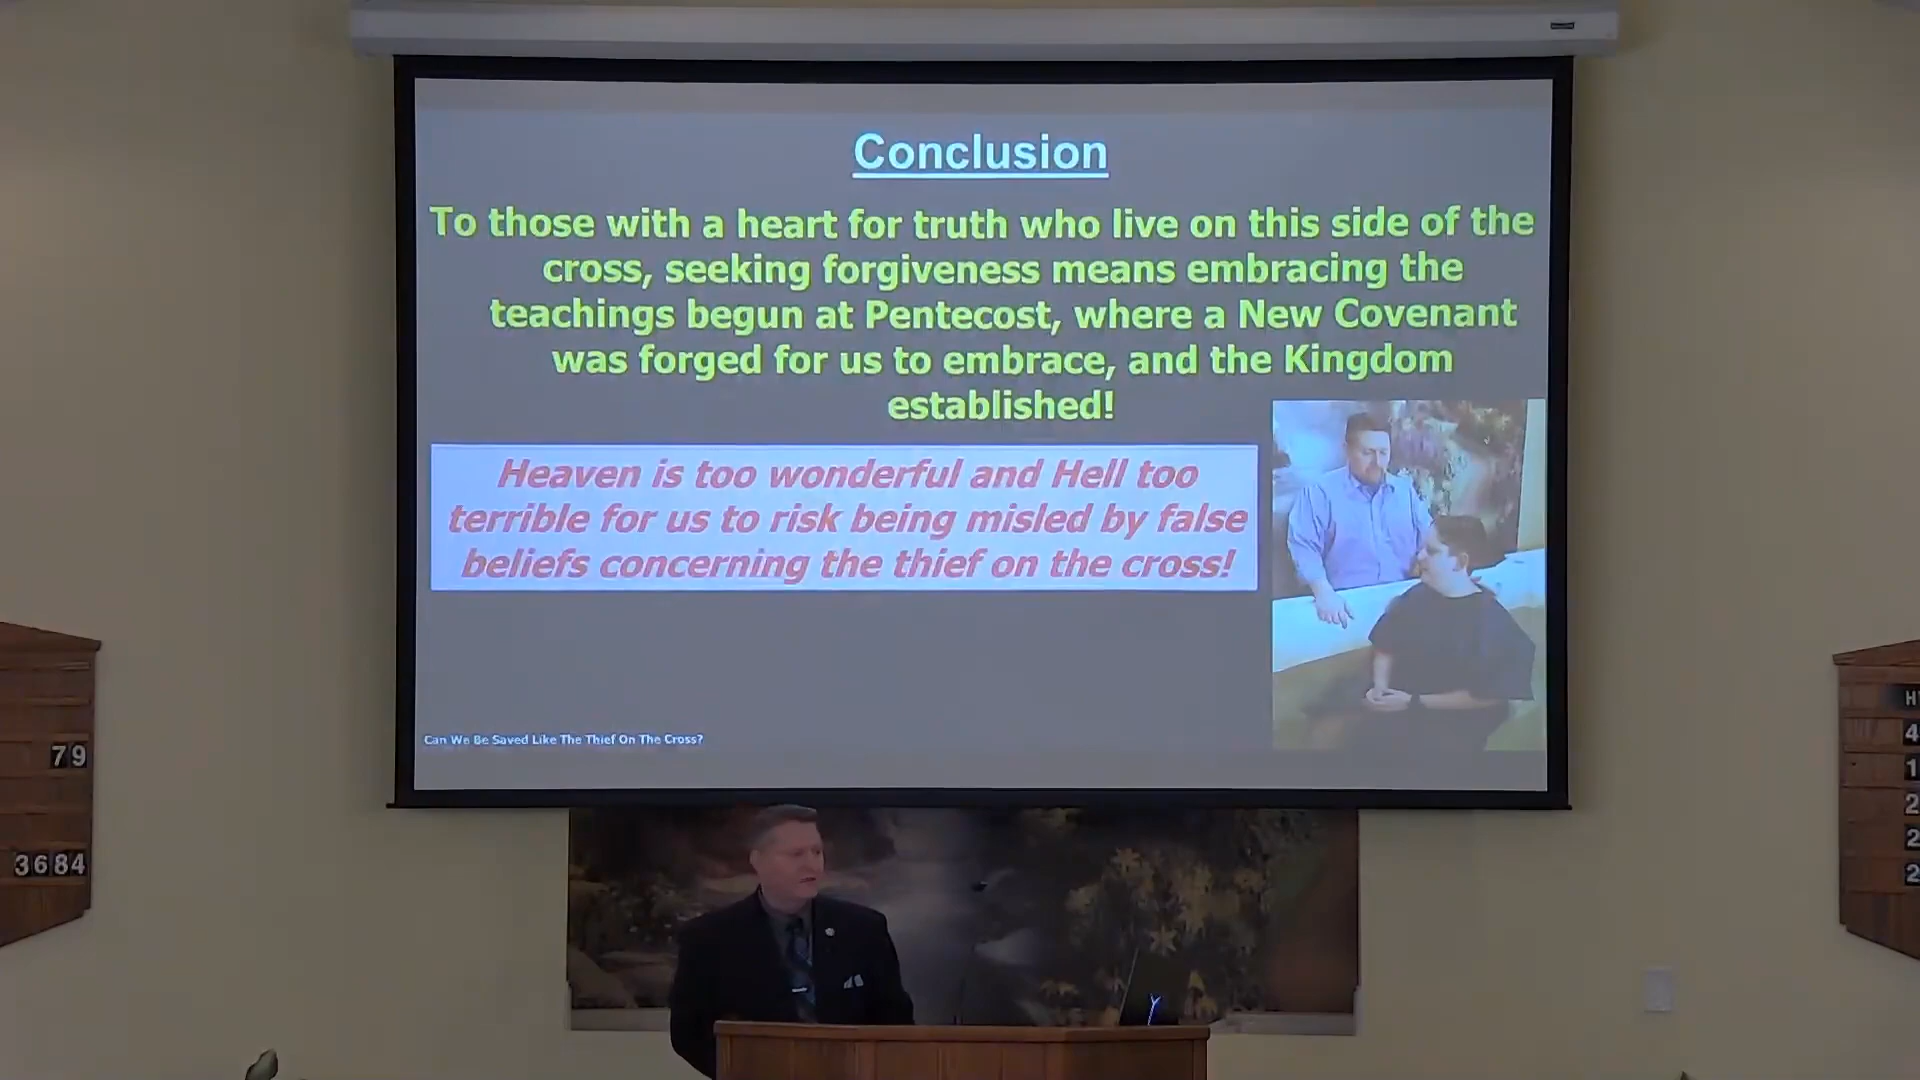 Conclusion
To those with a heart for truth who live on this side of the
cross, seeking forgiveness means embracing the
teachings begun at Pentecost, where a New Covenant
was forged for us to embrace, and the Kingdom
established!
Heaven is too wonderful and Hell too
terrible for us to risk being misled by false
beliefs concerning the thief on the cross!
Can We Be Saved Like The Thief On The Cross?
79
3684
H
4
1
2
2
2